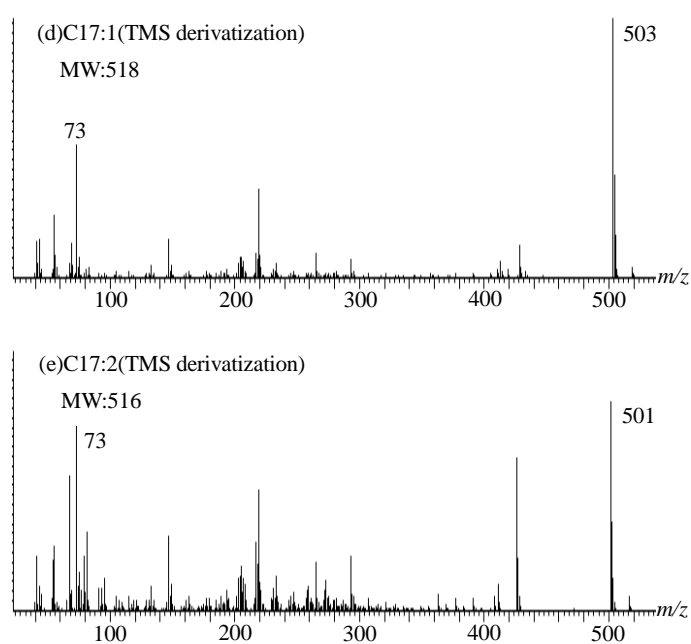 (d)C17:1(TMS derivatization)
MW:518
503
73
100 200 300 400 500 m/z
(e)C17:2(TMS derivatization)
MW:516
501
73
100 200 300 400 500 m/z